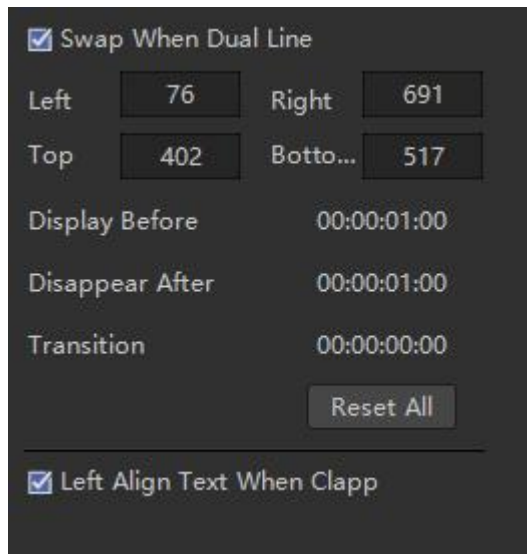 Swap When Dual Line
Left 76 Right 691
Top 402 Botto... 517
Display Before 00:00:01:00
Disappear After 00:00:01:00
Transition 00:00:00:00
Reset All
Left Align Text When Clapp